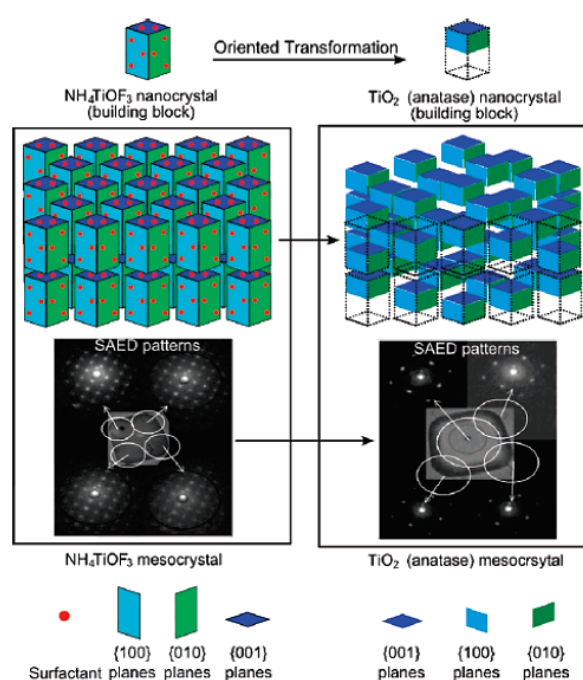 Oriented Transformation
NH₄TiOF₃ nanocrystal
(building block)
TiO₂ (anatase) nanocrystal
(building block)
SAED patterns
SAED patterns
NH₄TiOF₃ mesocrystal
TiO₂ (anatase) mesocrsytal
Surfactant
{100}
planes
{010}
planes
{001}
planes
{001}
planes
{100}
planes
{010}
planes